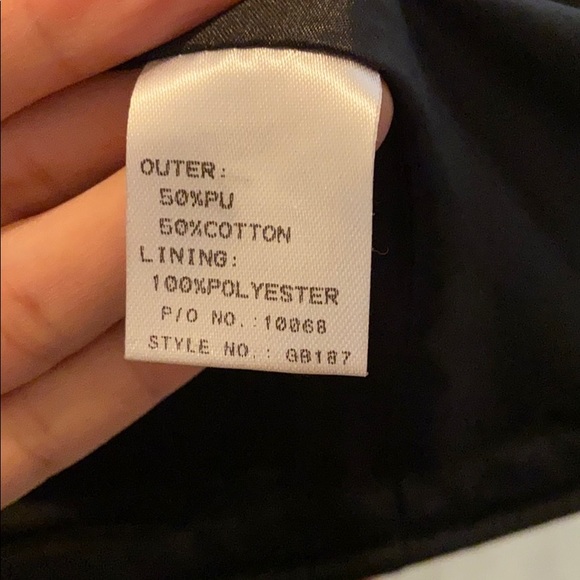 OUTER:
50%PU
50%COTTON
LINING:
100%POLYESTER
P/O NO.:10068
STYLE NO.: GB187